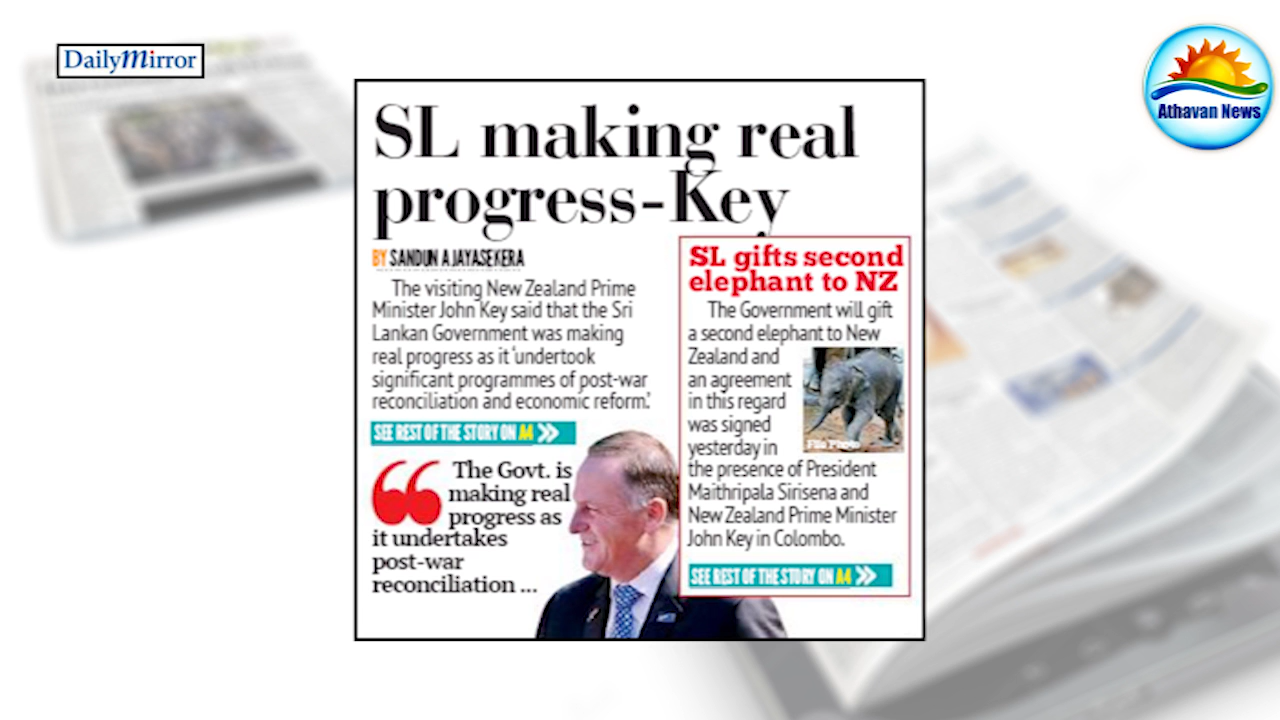 DailyMirror
Athavan News
SL making real
progress-Key
BY SANDUN A JAYASEKERA
The visiting New Zealand Prime
Minister John Key said that the Sri
Lankan Government was making
real progress as it ‘undertook
significant programmes of post-war
reconciliation and economic reform.’
SEE REST OF THE STORY ON A4
“The Govt. is
making real
progress as
it undertakes
post-war
reconciliation ...
SL gifts second
elephant to NZ
The Government will gift
a second elephant to New
Zealand and
an agreement
in this regard
was signed
yesterday in
File Photo
the presence of President
Maithripala Sirisena and
New Zealand Prime Minister
John Key in Colombo.
SEE REST OF THE STORY ON A4